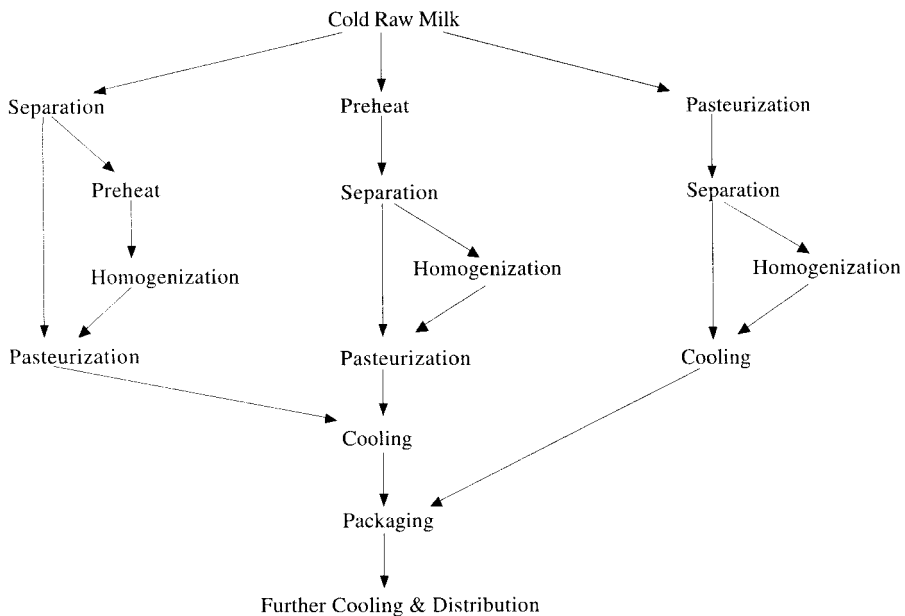 Cold Raw Milk
Separation
Preheat
Pasteurization
Preheat
Separation
Separation
Homogenization
Homogenization
Homogenization
Pasteurization
Pasteurization
Cooling
Cooling
Packaging
Further Cooling & Distribution